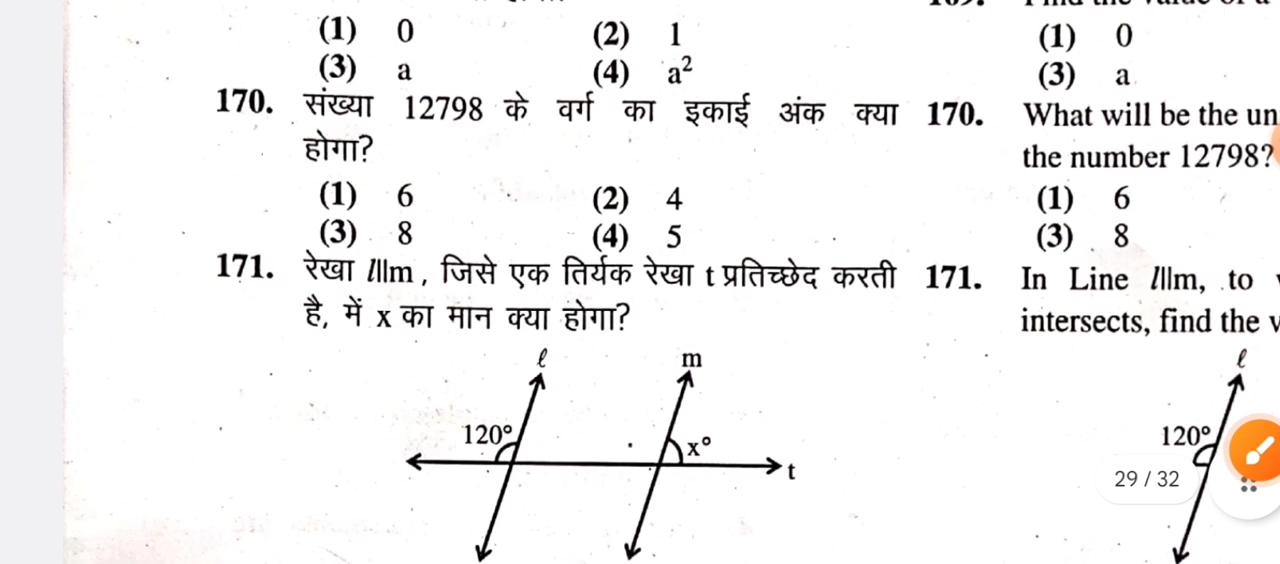 (1) 0 (2) 1
(3) a (4) a²
170. संख्या 12798 के वर्ग का इकाई अंक क्या
होगा?
(1) 6 (2) 4
(3) 8 (4) 5
171. रेखा l||m, जिसे एक तिर्यक रेखा t प्रतिच्छेद करती
है, में x का मान क्या होगा?
ℓ m
120° x°
t
(1) 0
(3) a
170. What will be the un
the number 12798?
(1) 6
(3) 8
171. In Line l||m, to
intersects, find the v
ℓ
120°
29 / 32